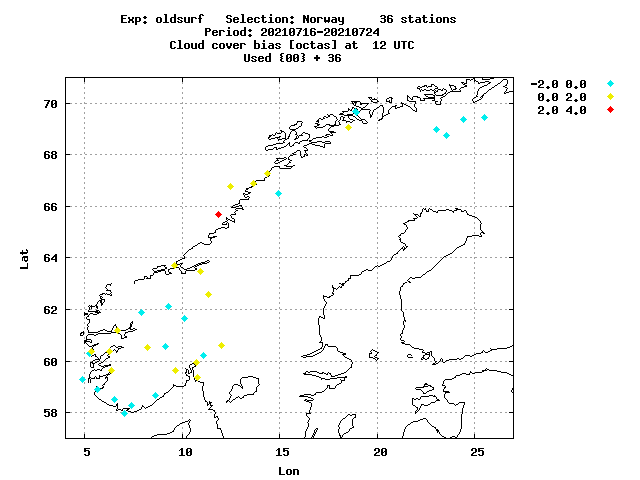 Exp: oldsurf Selection: Norway 36 stations
Period: 20210716-20210724
Cloud cover bias [octas] at 12 UTC
Used {00} + 36
-2.0 0.0
0.0 2.0
2.0 4.0
70
68
66
64
62
60
58
Lat
5 10 15 20 25
Lon